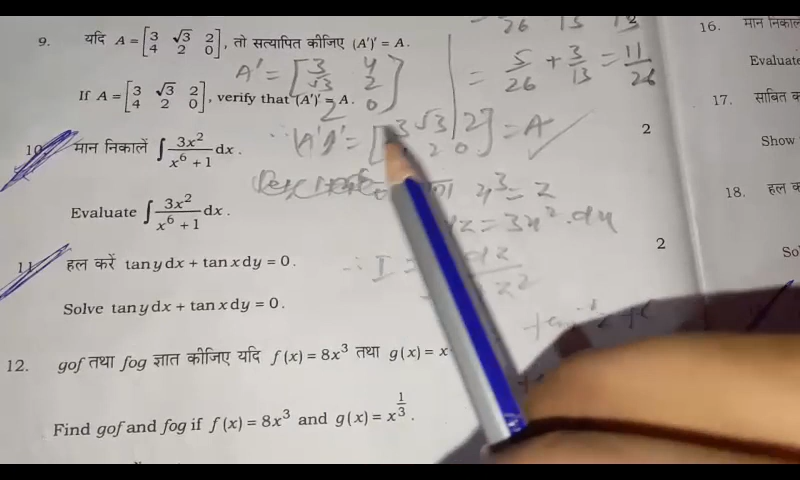 9. यदि A = [3 √3 2 4 2 0], तो सत्यापित कीजिए (A′)′ = A.
A′ = [3 4 √3 2 2 0]
If A = [3 √3 2 4 2 0], verify that (A′)′ = A.
∴ (A′)′ = [3 √3 2 2 0] = A
10. मान निकालें ∫ 3x²/(x⁶ + 1) dx.
Evaluate ∫ 3x²/(x⁶ + 1) dx.
11. हल करें tan y dx + tan x dy = 0.
Solve tan y dx + tan x dy = 0.
12. gof तथा fog ज्ञात कीजिए यदि f(x) = 8x³ तथा g(x) = x
Find gof and fog if f(x) = 8x³ and g(x) = x^(1/3).
= 5/26 + 3/13 = 11/26
2
= 3x².dx
∴ I =
2
16. मान निकाल
Evaluate
17. साबित क
Show
18. हल क
So